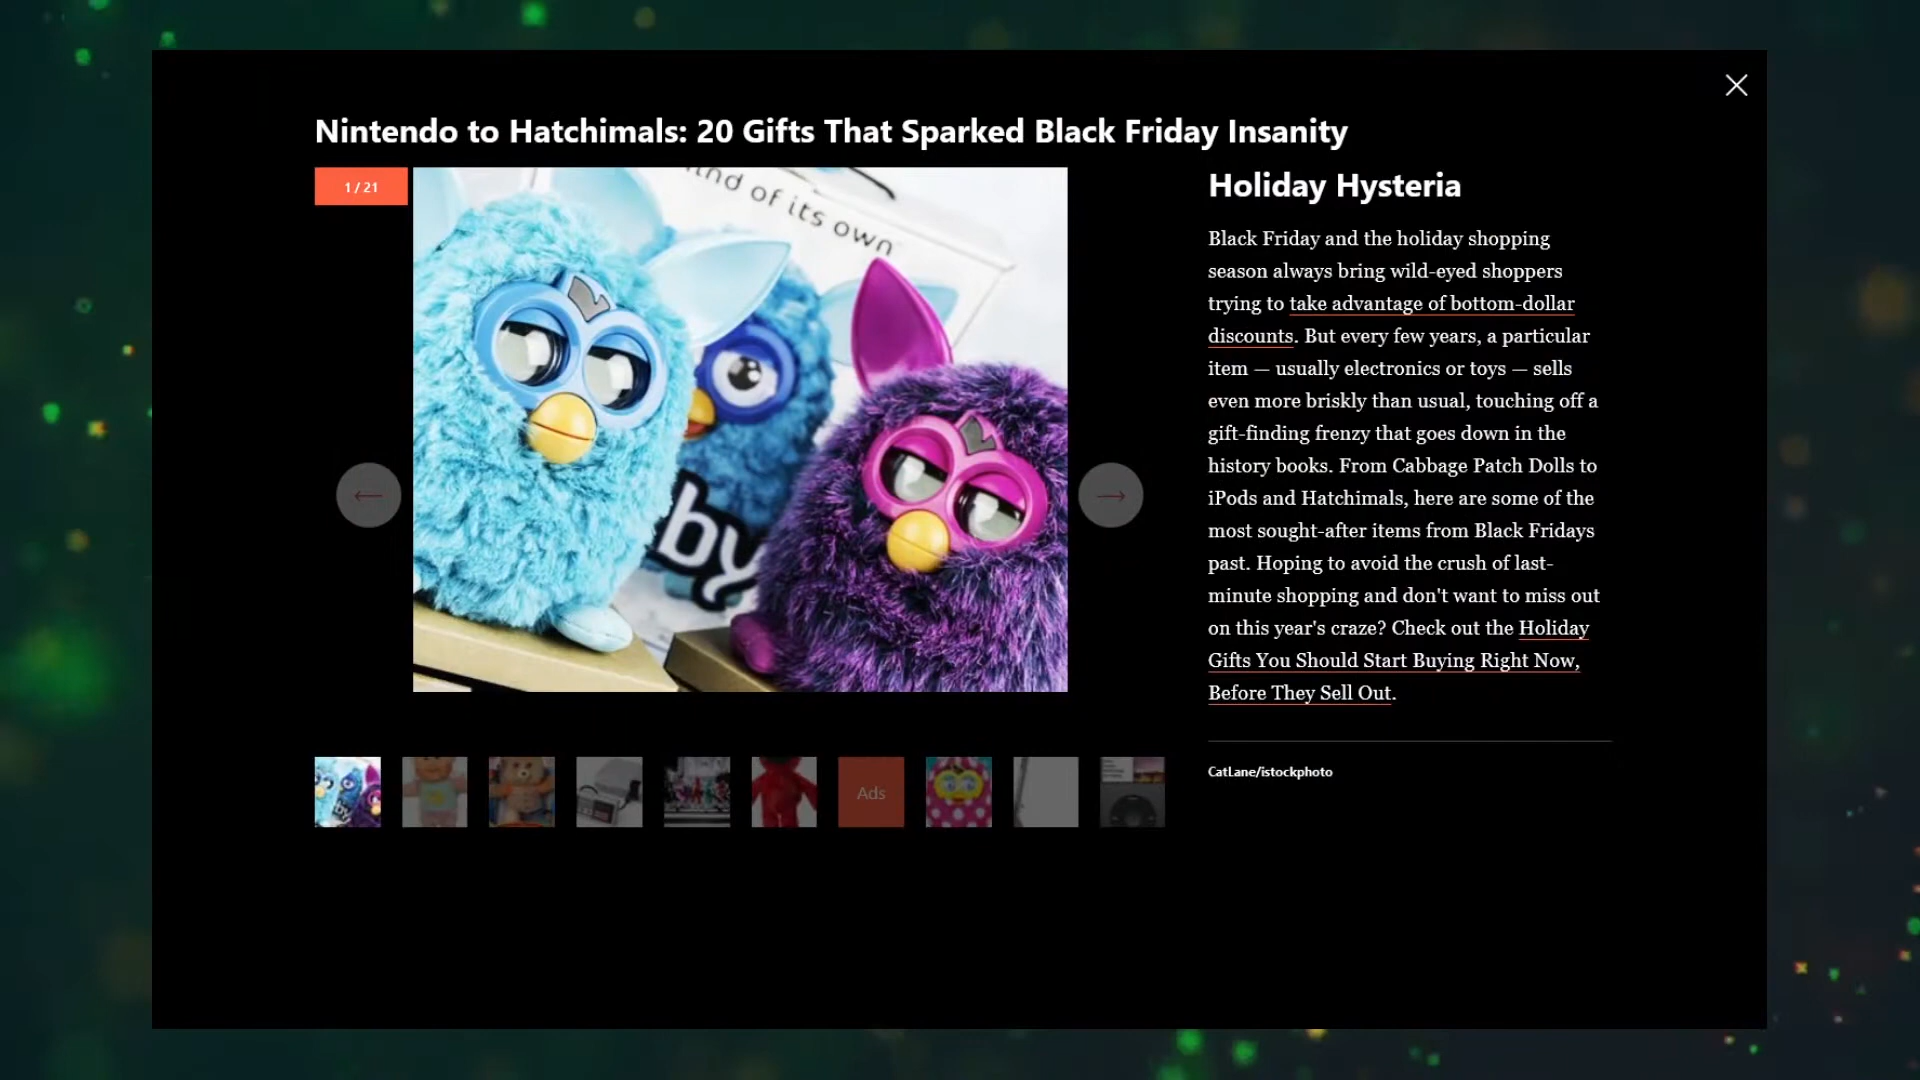 Nintendo to Hatchimals: 20 Gifts That Sparked Black Friday Insanity
1 / 21
kind of its own
by
Holiday Hysteria
Black Friday and the holiday shopping
season always bring wild-eyed shoppers
trying to take advantage of bottom-dollar
discounts. But every few years, a particular
item — usually electronics or toys — sells
even more briskly than usual, touching off a
gift-finding frenzy that goes down in the
history books. From Cabbage Patch Dolls to
iPods and Hatchimals, here are some of the
most sought-after items from Black Fridays
past. Hoping to avoid the crush of last-
minute shopping and don't want to miss out
on this year's craze? Check out the Holiday
Gifts You Should Start Buying Right Now,
Before They Sell Out.
CatLane/istockphoto
by
Ads